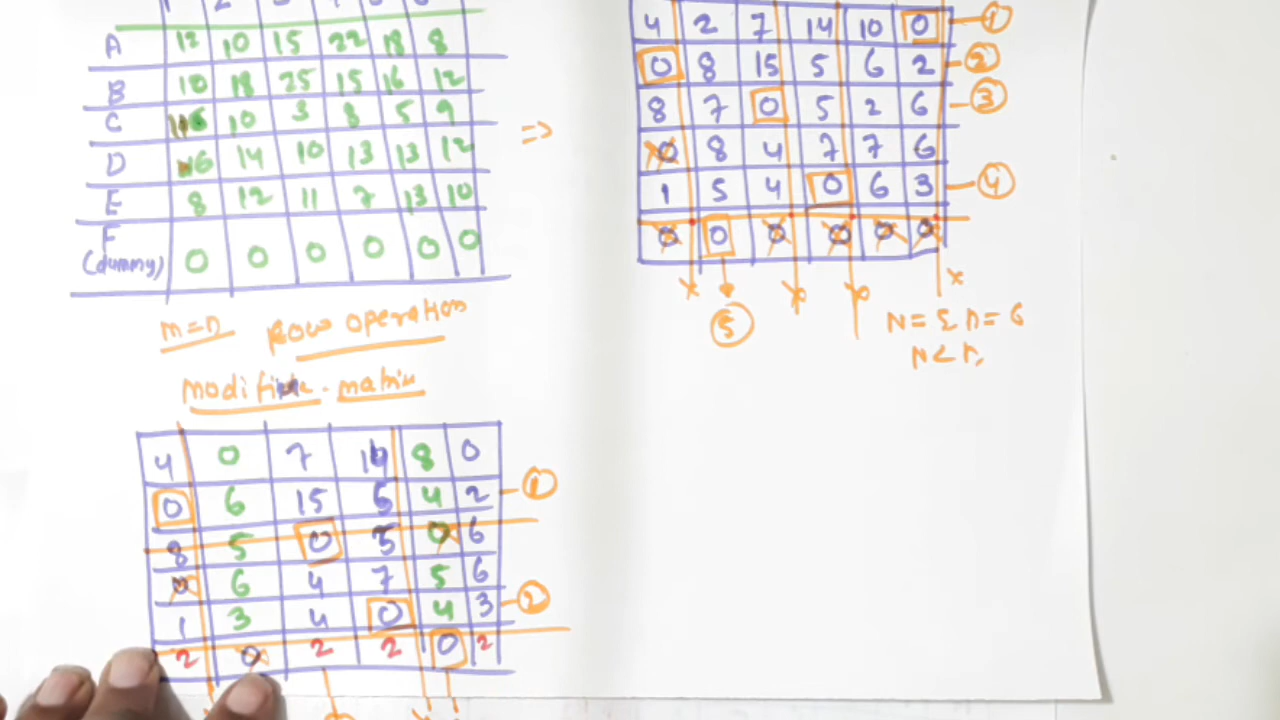 A 12 10 15 22 18 8
B 10 18 25 15 16 12
C 6 10 3 8 5 9
D 6 14 10 13 13 12
E 8 12 11 7 13 10
F (dummy) 0 0 0 0 0 0
m=n Row operation
matrix
=>
4 2 7 14 10 0 1
0 8 15 5 6 2 2
8 7 0 5 2 6 3
0 8 4 7 7 6
1 5 4 0 6 3 4
0 0 0 0 0 0
5
N = 5 n = 6
N < n,
4 0 7 14 8 0
0 6 15 5 4 2 1
8 5 0 5 0 6
0 6 4 7 5 6
1 3 4 0 4 3 2
2 0 2 2 0 2